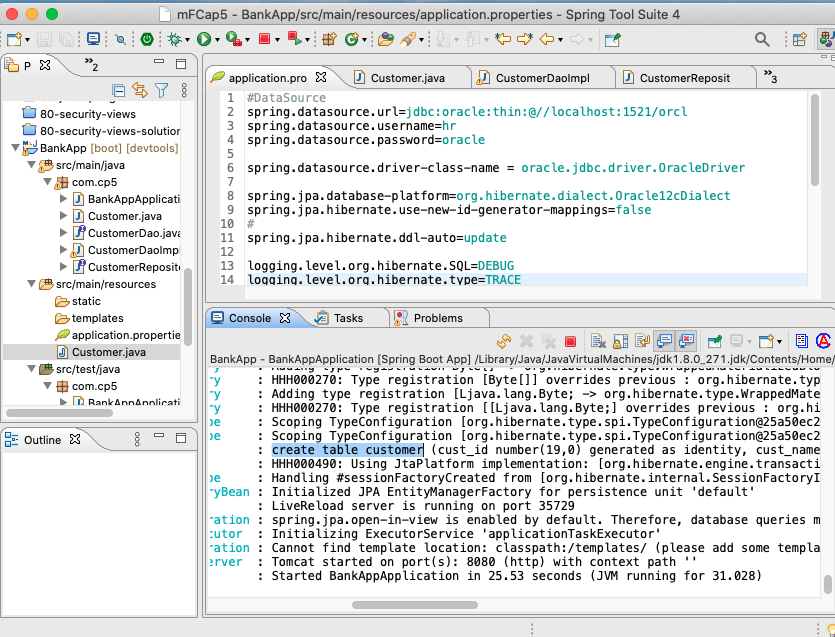 mFCap5 - BankApp/src/main/resources/application.properties - Spring Tool Suite 4
P
»2
80-security-views
80-security-views-solution
BankApp [boot] [devtools]
src/main/java
com.cp5
BankAppApplicati
Customer.java
CustomerDao.java
CustomerDaoImp
CustomerReposit
src/main/resources
static
templates
application.propertie
Customer.java
src/test/java
com.cp5
BankAppApplicati
Outline
application.pro
Customer.java
CustomerDaoImpl
CustomerReposit
»3
1 #DataSource
2 spring.datasource.url=jdbc:oracle:thin:@//localhost:1521/orcl
3 spring.datasource.username=hr
4 spring.datasource.password=oracle
5
6 spring.datasource.driver-class-name = oracle.jdbc.driver.OracleDriver
7
8 spring.jpa.database-platform=org.hibernate.dialect.Oracle12cDialect
9 spring.jpa.hibernate.use-new-id-generator-mappings=false
10 #
11 spring.jpa.hibernate.ddl-auto=update
12
13 logging.level.org.hibernate.SQL=DEBUG
14 logging.level.org.hibernate.type=TRACE
Console
Tasks
Problems
BankApp - BankAppApplication [Spring Boot App] /Library/Java/JavaVirtualMachines/jdk1.8.0_271.jdk/Contents/Home/
ry : HHH000270: Type registration [Byte[]] overrides previous : org.hibernate.typ
ry : Adding type registration [Ljava.lang.Byte; -> org.hibernate.type.WrappedMate
ry : HHH000270: Type registration [[Ljava.lang.Byte;] overrides previous : org.hi
pe : Scoping TypeConfiguration [org.hibernate.type.spi.TypeConfiguration@25a50ec2
pe : Scoping TypeConfiguration [org.hibernate.type.spi.TypeConfiguration@25a50ec2
: create table customer (cust_id number(19,0) generated as identity, cust_name
: HHH000490: Using JtaPlatform implementation: [org.hibernate.engine.transacti
pe : Handling #sessionFactoryCreated from [org.hibernate.internal.SessionFactoryI
ryBean : Initialized JPA EntityManagerFactory for persistence unit 'default'
: LiveReload server is running on port 35729
ration : spring.jpa.open-in-view is enabled by default. Therefore, database queries m
cutor : Initializing ExecutorService 'applicationTaskExecutor'
ration : Cannot find template location: classpath:/templates/ (please add some templa
erver : Tomcat started on port(s): 8080 (http) with context path ''
: Started BankAppApplication in 25.53 seconds (JVM running for 31.028)